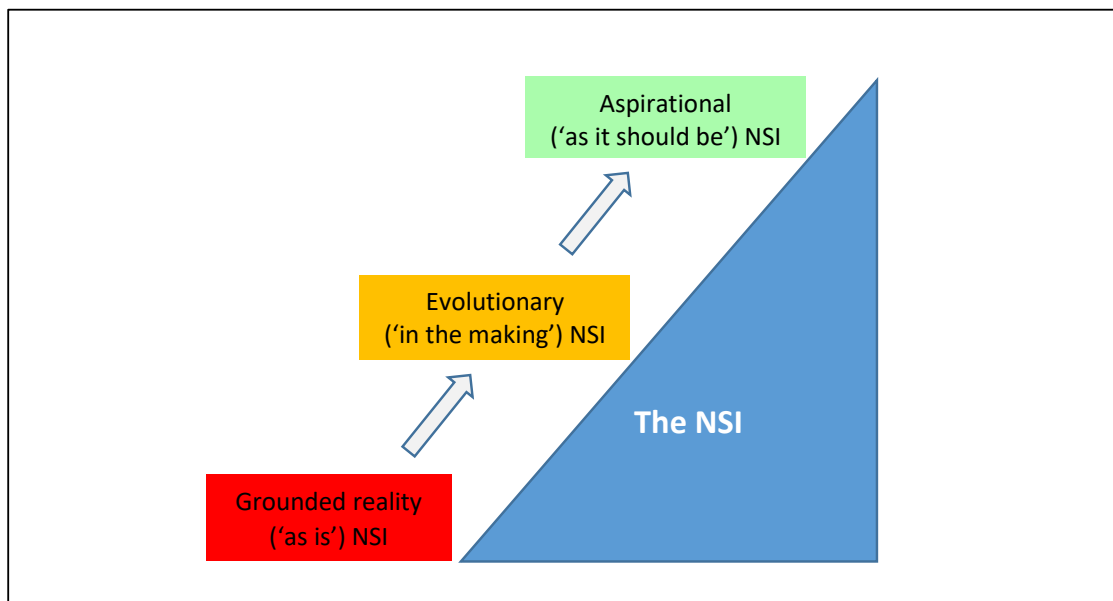 Aspirational
(‘as it should be’) NSI
Evolutionary
(‘in the making’) NSI
The NSI
Grounded reality
(‘as is’) NSI